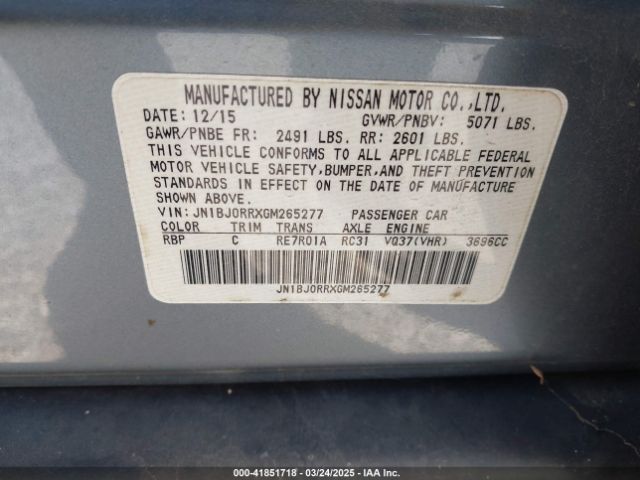 MANUFACTURED BY NISSAN MOTOR CO.,LTD.
DATE: 12/15 GVWR/PNBV: 5071 LBS.
GAWR/PNBE FR: 2491 LBS. RR: 2601 LBS.
THIS VEHICLE CONFORMS TO ALL APPLICABLE FEDERAL
MOTOR VEHICLE SAFETY, BUMPER, AND THEFT PREVENTION
STANDARDS IN EFFECT ON THE DATE OF MANUFACTURE
SHOWN ABOVE.
VIN: JN1BJ0RRXGM265277 PASSENGER CAR
COLOR TRIM TRANS AXLE ENGINE
RBP C RE7R01A RC31 VQ37(VHR) 3696CC
JN1BJ0RRXGM265277
000-41851718 - 03/24/2025 - IAA Inc.